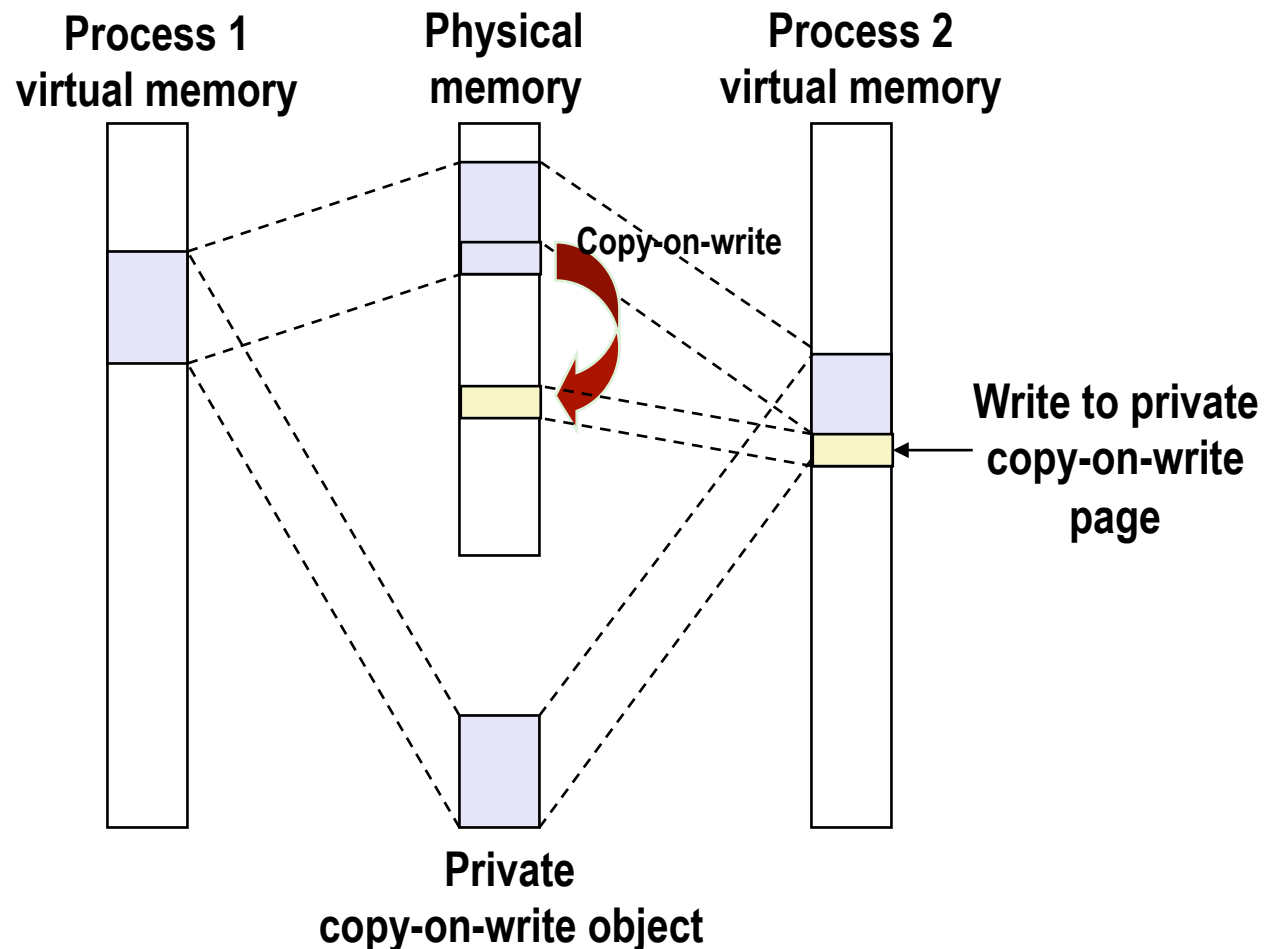 Process 1
virtual memory
Physical
memory
Process 2
virtual memory
Copy-on-write
Write to private
copy-on-write
page
Private
copy-on-write object